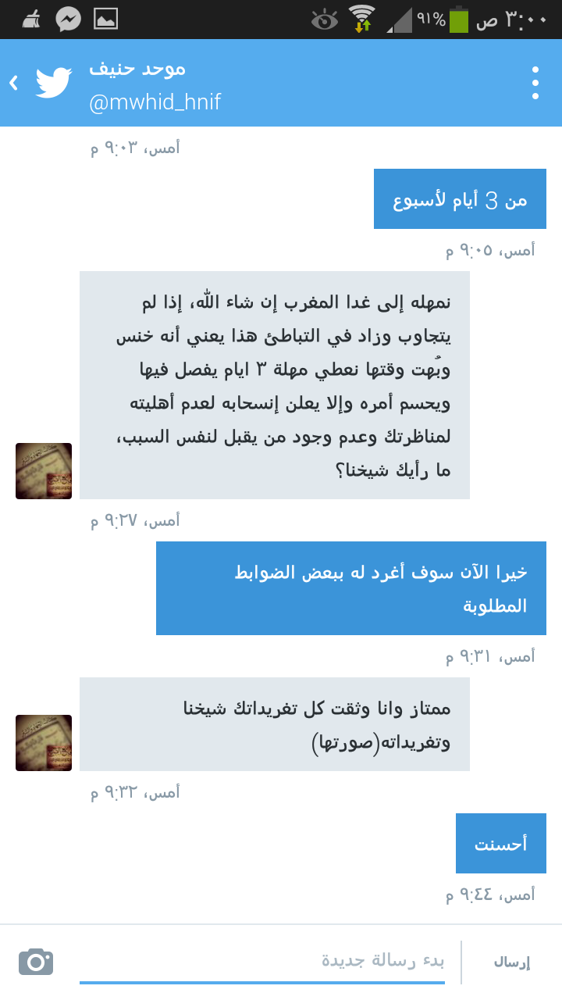 ٩١% ٣:٠٠ ص
موحد حنيف
@mwhid_hnif
أمس، ٩:٠٣ م
من 3 أيام لأسبوع
أمس، ٩:٠٥ م
نمهله إلى غدا المغرب إن شاء الله، إذا لم
يتجاوب وزاد في التباطئ هذا يعني أنه خنس
وبُهت وقتها نعطي مهلة ٣ ايام يفصل فيها
ويحسم أمره وإلا يعلن إنسحابه لعدم أهليته
لمناظرتك وعدم وجود من يقبل لنفس السبب،
ما رأيك شيخنا؟
أمس، ٩:٢٧ م
خيرا الآن سوف أغرد له ببعض الضوابط
المطلوبة
أمس، ٩:٣١ م
ممتاز وانا وثقت كل تغريداتك شيخنا
وتغريداته(صورتها)
أمس، ٩:٣٢ م
أحسنت
أمس، ٩:٤٤ م
بدء رسالة جديدة
إرسال